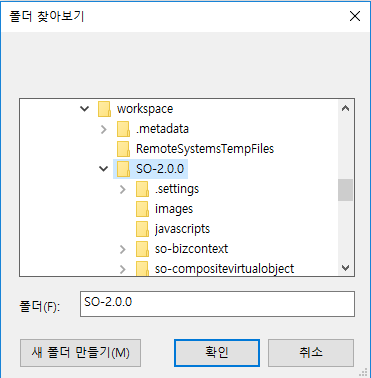 폴더 찾아보기
workspace
.metadata
RemoteSystemsTempFiles
SO-2.0.0
.settings
images
javascripts
so-bizcontext
so-compositevirtualobject
폴더(F): SO-2.0.0
새 폴더 만들기(M) 확인 취소